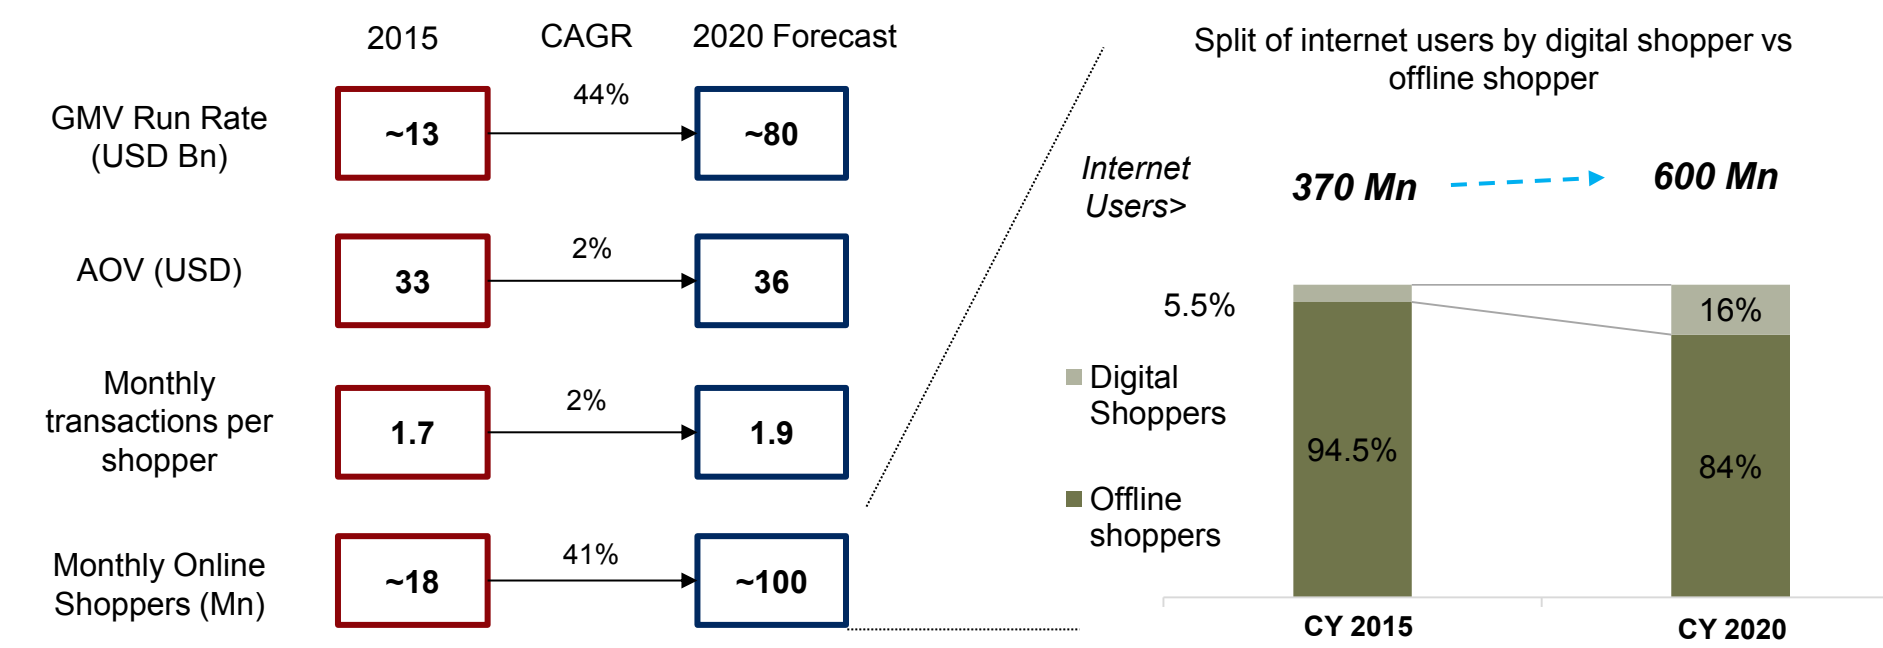 2015
CAGR
2020 Forecast
GMV Run Rate
(USD Bn)
~13
44%
~80
AOV (USD)
33
2%
36
Monthly
transactions per
shopper
1.7
2%
1.9
Monthly Online
Shoppers (Mn)
~18
41%
~100
Split of internet users by digital shopper vs
offline shopper
Internet
Users>
370 Mn
600 Mn
5.5%
16%
Digital
Shoppers
94.5%
84%
Offline
shoppers
CY 2015
CY 2020